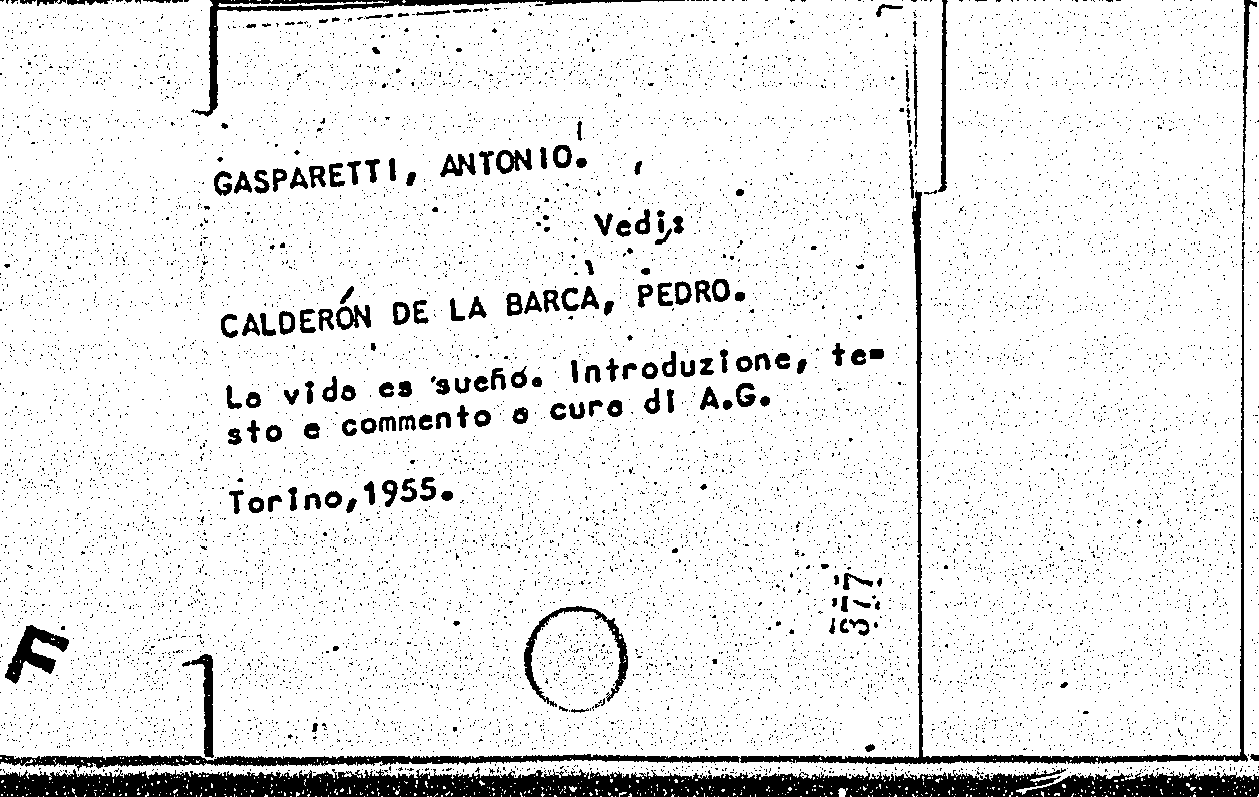 GASPARETTI, ANTONIO.
Vedi:
CALDERÓN DE LA BARCA, PEDRO.
La vida es sueño. Introduzione, te=
sto e commento a cura di A.G.
Torino,1955.
377
F